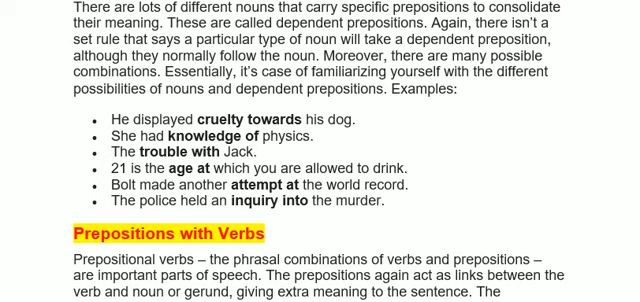 There are lots of different nouns that carry specific prepositions to consolidate
their meaning. These are called dependent prepositions. Again, there isn't a
set rule that says a particular type of noun will take a dependent preposition,
although they normally follow the noun. Moreover, there are many possible
combinations. Essentially, it's case of familiarizing yourself with the different
possibilities of nouns and dependent prepositions. Examples:
• He displayed cruelty towards his dog.
• She had knowledge of physics.
• The trouble with Jack.
• 21 is the age at which you are allowed to drink.
• Bolt made another attempt at the world record.
• The police held an inquiry into the murder.
Prepositions with Verbs
Prepositional verbs – the phrasal combinations of verbs and prepositions –
are important parts of speech. The prepositions again act as links between the
verb and noun or gerund, giving extra meaning to the sentence. The